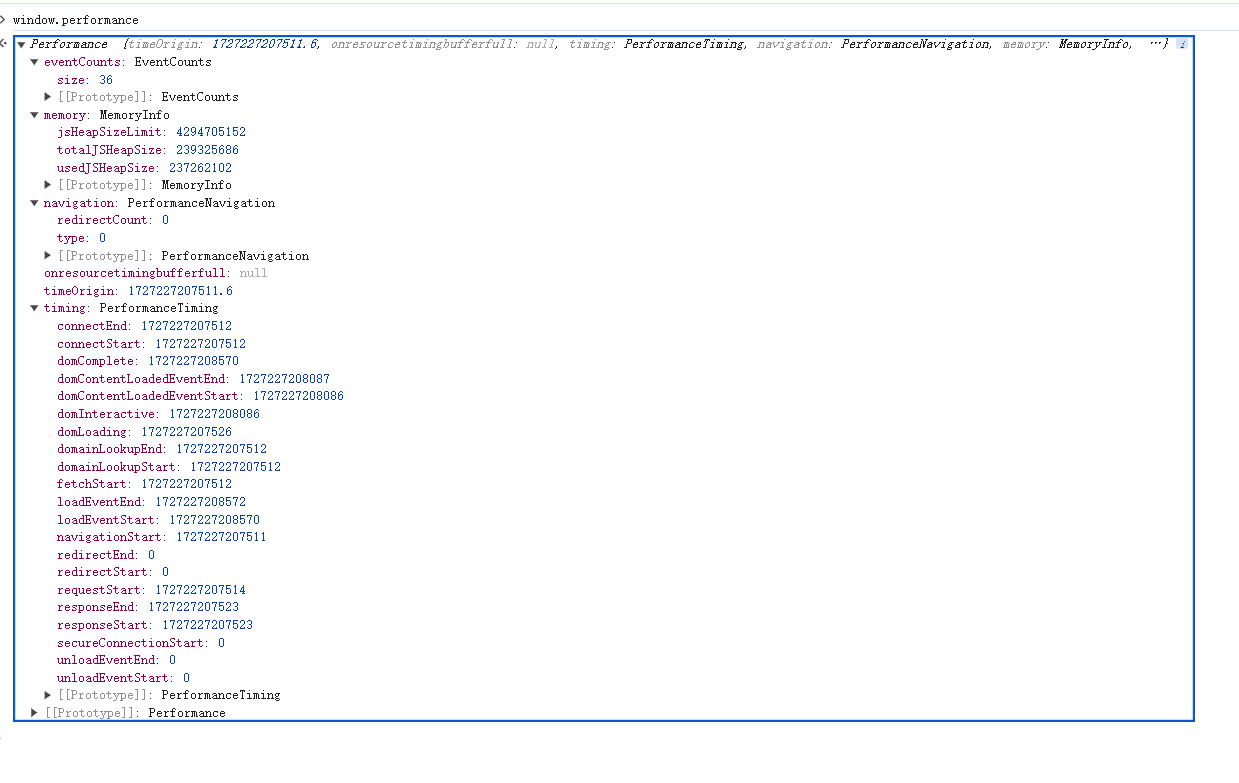 window.performance
Performance {timeOrigin: 1727227207511.6, onresourcetimingbufferfull: null, timing: PerformanceTiming, navigation: PerformanceNavigation, memory: MemoryInfo, …} i
eventCounts: EventCounts
size: 36
[[Prototype]]: EventCounts
memory: MemoryInfo
jsHeapSizeLimit: 4294705152
totalJSHeapSize: 239325686
usedJSHeapSize: 237262102
[[Prototype]]: MemoryInfo
navigation: PerformanceNavigation
redirectCount: 0
type: 0
[[Prototype]]: PerformanceNavigation
onresourcetimingbufferfull: null
timeOrigin: 1727227207511.6
timing: PerformanceTiming
connectEnd: 1727227207512
connectStart: 1727227207512
domComplete: 1727227208570
domContentLoadedEventEnd: 1727227208087
domContentLoadedEventStart: 1727227208086
domInteractive: 1727227208086
domLoading: 1727227207526
domainLookupEnd: 1727227207512
domainLookupStart: 1727227207512
fetchStart: 1727227207512
loadEventEnd: 1727227208572
loadEventStart: 1727227208570
navigationStart: 1727227207511
redirectEnd: 0
redirectStart: 0
requestStart: 1727227207514
responseEnd: 1727227207523
responseStart: 1727227207523
secureConnectionStart: 0
unloadEventEnd: 0
unloadEventStart: 0
[[Prototype]]: PerformanceTiming
[[Prototype]]: Performance